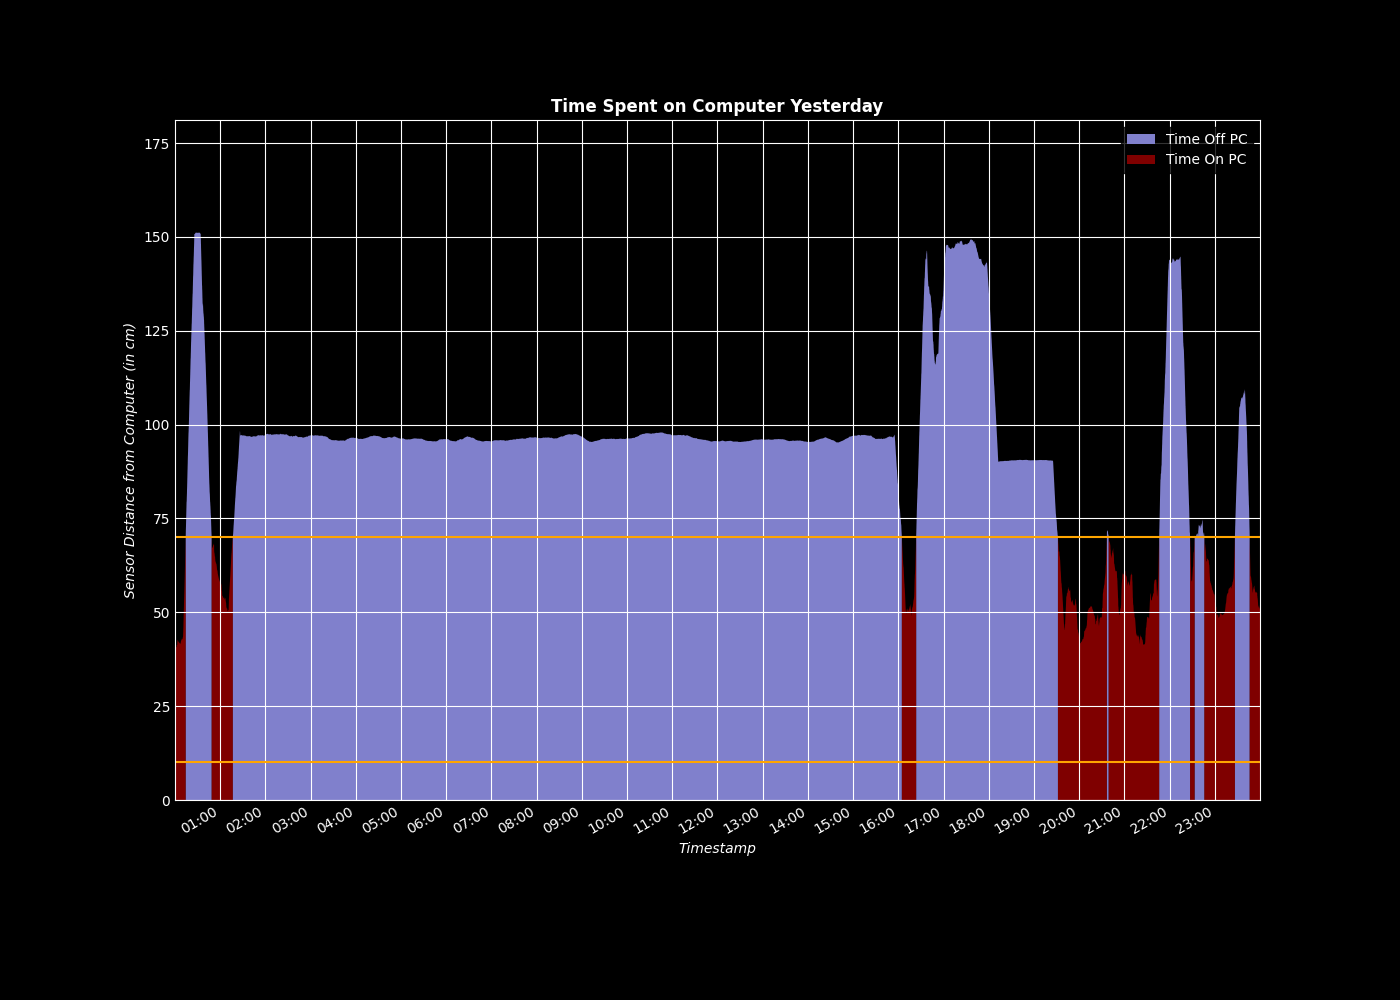 Time Spent on Computer Yesterday
Time Off PC
Time On PC
175
150
125
100
75
50
25
0
Sensor Distance from Computer (in cm)
01:00 02:00 03:00 04:00 05:00 06:00 07:00 08:00 09:00 10:00 11:00 12:00 13:00 14:00 15:00 16:00 17:00 18:00 19:00 20:00 21:00 22:00 23:00
Timestamp